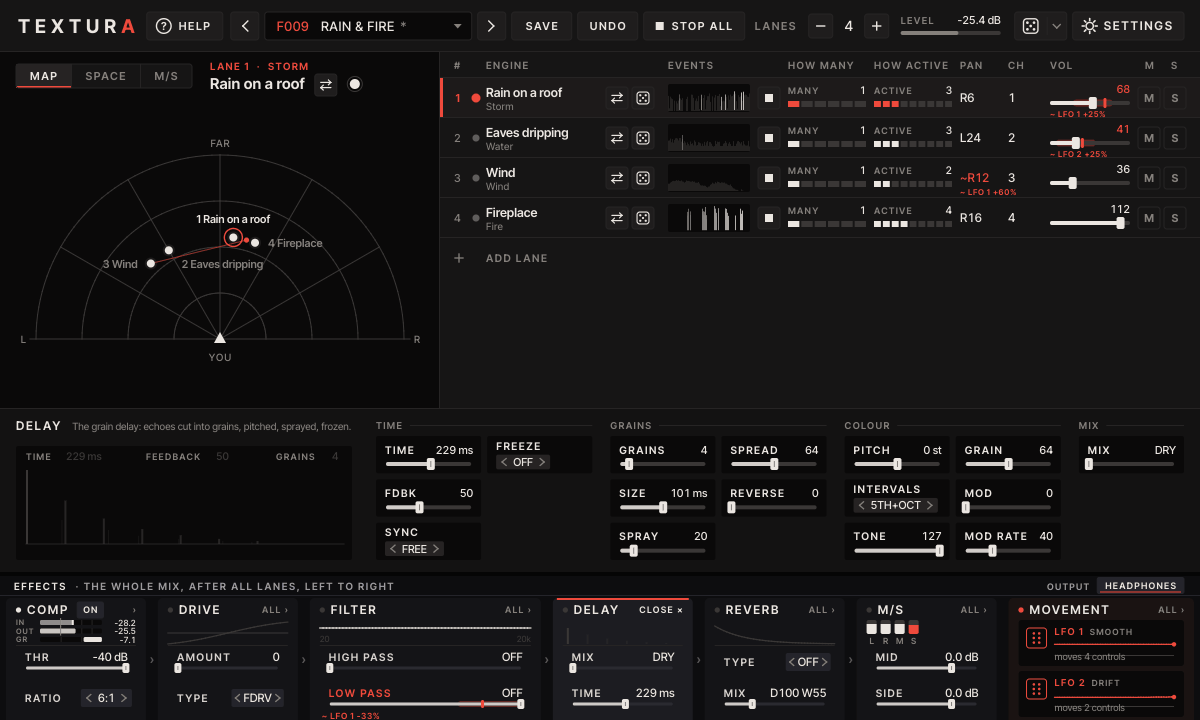 TEXTURA ? HELP F009 RAIN & FIRE * SAVE UNDO STOP ALL LANES − 4 + LEVEL -25.4 dB SETTINGS
MAP SPACE M/S
LANE 1 · STORM
Rain on a roof
FAR
1 Rain on a roof
4 Fireplace
3 Wind
2 Eaves dripping
L
R
YOU
# ENGINE EVENTS HOW MANY HOW ACTIVE PAN CH VOL M S
1 Rain on a roof Storm MANY 1 ACTIVE 3 R6 1 68 ~ LFO 1 +25% M S
2 Eaves dripping Water MANY 1 ACTIVE 3 L24 2 41 ~ LFO 2 +25% M S
3 Wind Wind MANY 1 ACTIVE 2 ~R12 ~ LFO 1 +60% 3 36 M S
4 Fireplace Fire MANY 1 ACTIVE 4 R16 4 112 M S
+ ADD LANE
DELAY The grain delay: echoes cut into grains, pitched, sprayed, frozen.
TIME 229 ms FEEDBACK 50 GRAINS 4
TIME
TIME 229 ms
FREEZE
< OFF >
FDBK 50
SYNC
< FREE >
GRAINS
GRAINS 4 SPREAD 64
SIZE 101 ms REVERSE 0
SPRAY 20
COLOUR
PITCH 0 st GRAIN 64
INTERVALS
< 5TH+OCT >
MOD 0
TONE 127 MOD RATE 40
MIX
MIX DRY
EFFECTS · THE WHOLE MIX, AFTER ALL LANES, LEFT TO RIGHT OUTPUT HEADPHONES
COMP ON ›
IN -28.2
OUT -25.5
GR -7.1
THR -40 dB
RATIO < 6:1 >
DRIVE ALL ›
AMOUNT 0
TYPE < FDRV >
FILTER ALL ›
20 20k
HIGH PASS OFF
LOW PASS OFF
~ LFO 1 -33%
DELAY CLOSE ×
MIX DRY
TIME 229 ms
REVERB ALL ›
TYPE < OFF >
MIX D100 W55
M/S ALL ›
L R M S
MID 0.0 dB
SIDE 0.0 dB
MOVEMENT ALL ›
LFO 1 SMOOTH
moves 4 controls
LFO 2 DRIFT
moves 2 controls